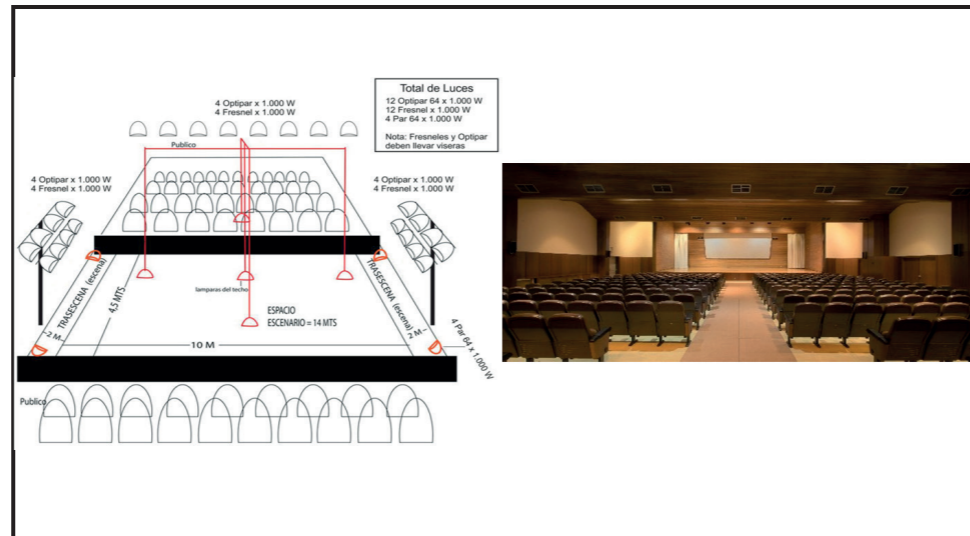 4 Optipar x 1.000 W
4 Fresnel x 1.000 W
Total de Luces
12 Optipar 64 x 1.000 W
12 Fresnel x 1.000 W
4 Par 64 x 1.000 W
Nota: Fresneles y Optipar
deben llevar viseras
Publico
4 Optipar x 1.000 W
4 Fresnel x 1.000 W
4 Optipar x 1.000 W
4 Fresnel x 1.000 W
TRASESCENA (escena)
4,5 MTS
lamparas del techo
ESPACIO
ESCENARIO = 14 MTS
TRASESCENA (escena)
2 M
10 M
2 M
4 Par 64 x 1.000 W
Publico